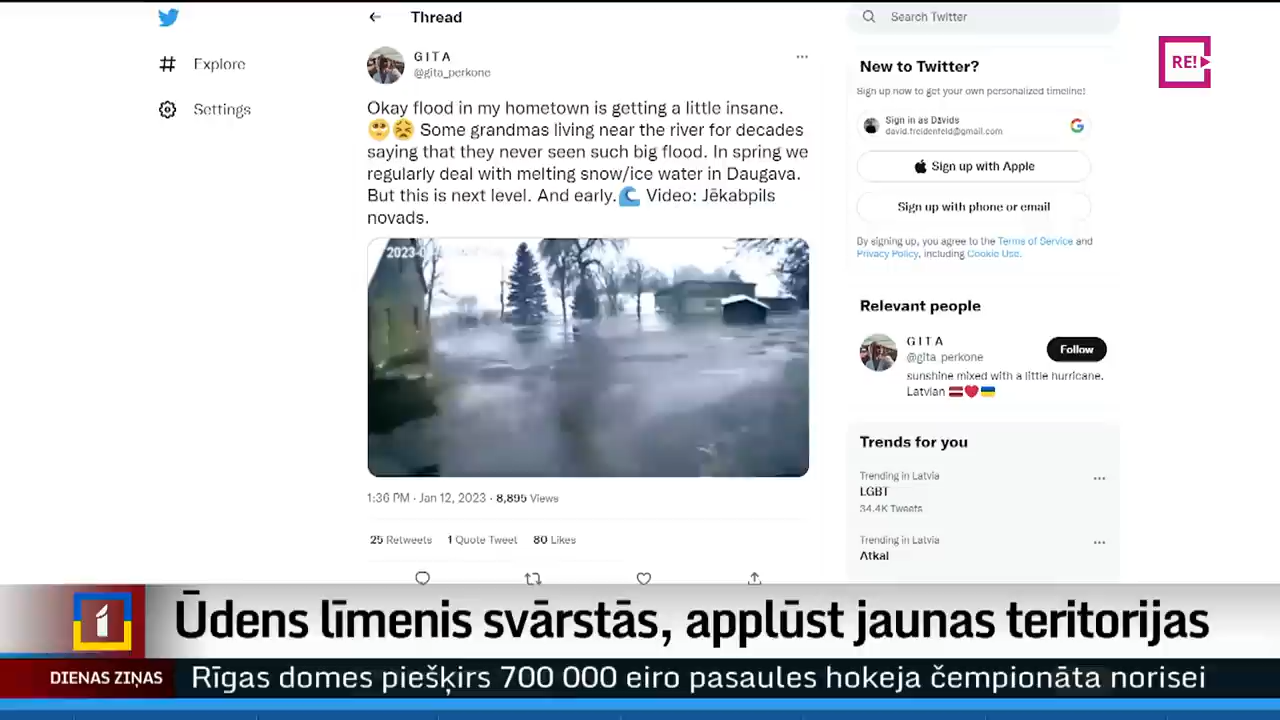 Thread
Search Twitter
Explore
Settings
G I T A
@gita_perkone
Okay flood in my hometown is getting a little insane.
🥺😣 Some grandmas living near the river for decades
saying that they never seen such big flood. In spring we
regularly deal with melting snow/ice water in Daugava.
But this is next level. And early.🌊 Video: Jēkabpils
novads.
1:36 PM · Jan 12, 2023 · 8,895 Views
25 Retweets 1 Quote Tweet 80 Likes
RE!
New to Twitter?
Sign up now to get your own personalized timeline!
Sign in as Dāvids
david.freidenfeld@gmail.com
Sign up with Apple
Sign up with phone or email
By signing up, you agree to the Terms of Service and
Privacy Policy, including Cookie Use.
Relevant people
G I T A
@gita_perkone
Follow
sunshine mixed with a little hurricane.
Latvian 🇱🇻❤️🇺🇦
Trends for you
Trending in Latvia
LGBT
34.4K Tweets
Trending in Latvia
Atkal
1
Ūdens līmenis svārstās, applūst jaunas teritorijas
DIENAS ZIŅAS
Rīgas domes piešķirs 700 000 eiro pasaules hokeja čempionāta norisei